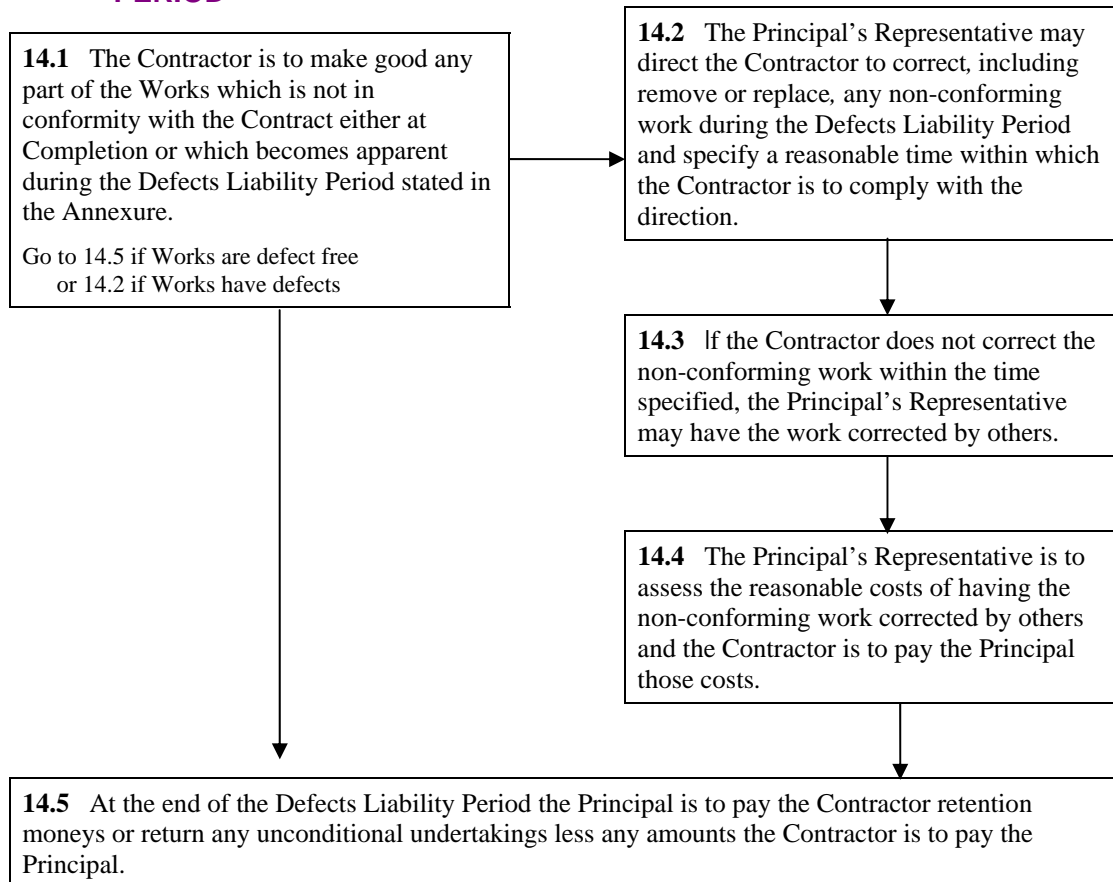 PERIOD
14.1 The Contractor is to make good any
part of the Works which is not in
conformity with the Contract either at
Completion or which becomes apparent
during the Defects Liability Period stated in
the Annexure.
Go to 14.5 if Works are defect free
or 14.2 if Works have defects
14.2 The Principal’s Representative may
direct the Contractor to correct, including
remove or replace, any non-conforming
work during the Defects Liability Period
and specify a reasonable time within which
the Contractor is to comply with the
direction.
14.3 If the Contractor does not correct the
non-conforming work within the time
specified, the Principal’s Representative
may have the work corrected by others.
14.4 The Principal’s Representative is to
assess the reasonable costs of having the
non-conforming work corrected by others
and the Contractor is to pay the Principal
those costs.
14.5 At the end of the Defects Liability Period the Principal is to pay the Contractor retention
moneys or return any unconditional undertakings less any amounts the Contractor is to pay the
Principal.